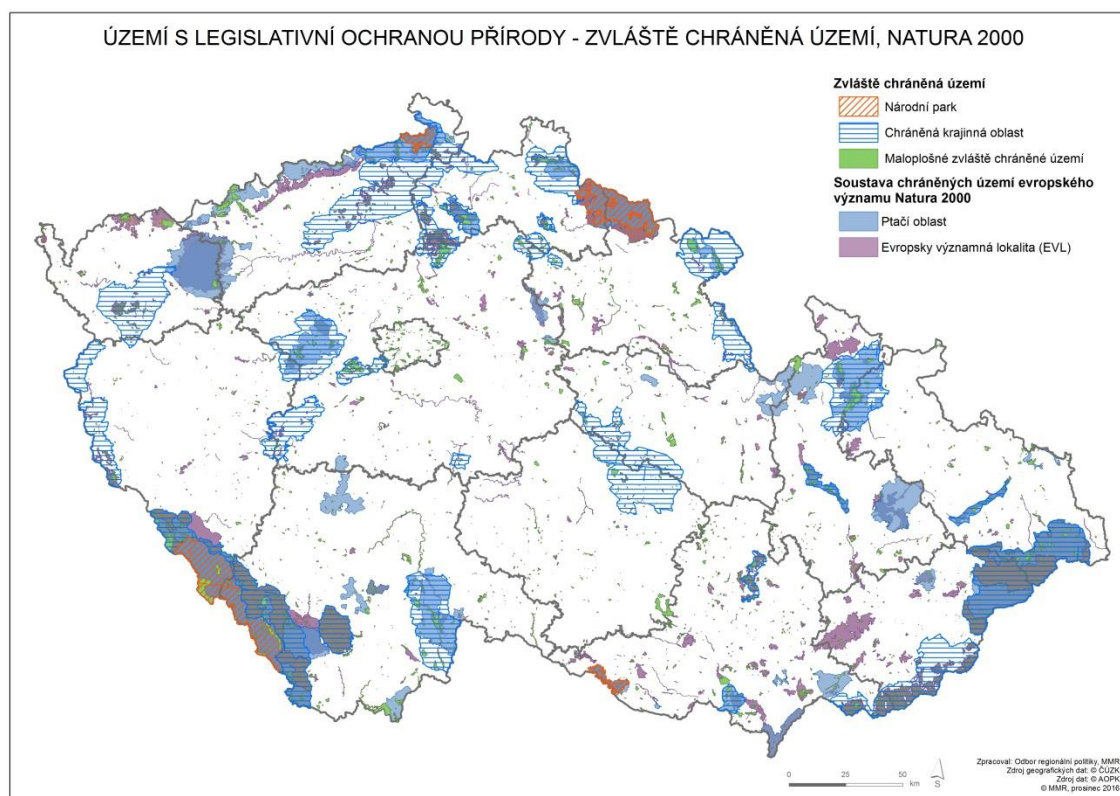 ÚZEMÍ S LEGISLATIVNÍ OCHRANOU PŘÍRODY - ZVLÁŠTĚ CHRÁNĚNÁ ÚZEMÍ, NATURA 2000
Zvláště chráněná území
Národní park
Chráněná krajinná oblast
Maloplošné zvláště chráněné území
Soustava chráněných území evropského
významu Natura 2000
Ptačí oblast
Evropsky významná lokalita (EVL)
0 25 50
km
S
Zpracoval: Odbor regionální politiky, MMR
Zdroj geografických dat: © ČÚZK
Zdroj dat: © AOPK
© MMR, prosinec 2016